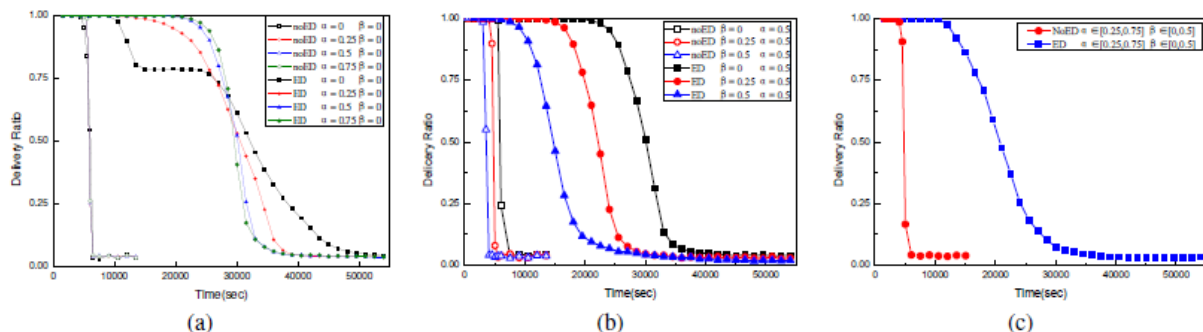 Delivery Ratio
1.00
0.75
0.50
0.25
0.00
noED α=0 β=0
noED α=0.25 β=0
noED α=0.5 β=0
noED α=0.75 β=0
ED α=0 β=0
ED α=0.25 β=0
ED α=0.5 β=0
ED α=0.75 β=0
0 10000 20000 30000 40000 50000
Time(sec)
(a)
Delicery Ratio
1.00
0.75
0.50
0.25
0.00
noED β=0 α=0.5
noED β=0.25 α=0.5
noED β=0.5 α=0.5
ED β=0 α=0.5
ED β=0.25 α=0.5
ED β=0.5 α=0.5
0 10000 20000 30000 40000 50000
Time(sec)
(b)
Delivery Ratio
1.00
0.75
0.50
0.25
0.00
NoED α∈[0.25,0.75] β∈[0,0.5]
ED α∈[0.25,0.75] β∈[0,0.5]
0 10000 20000 30000 40000 50000
Time(sec)
(c)